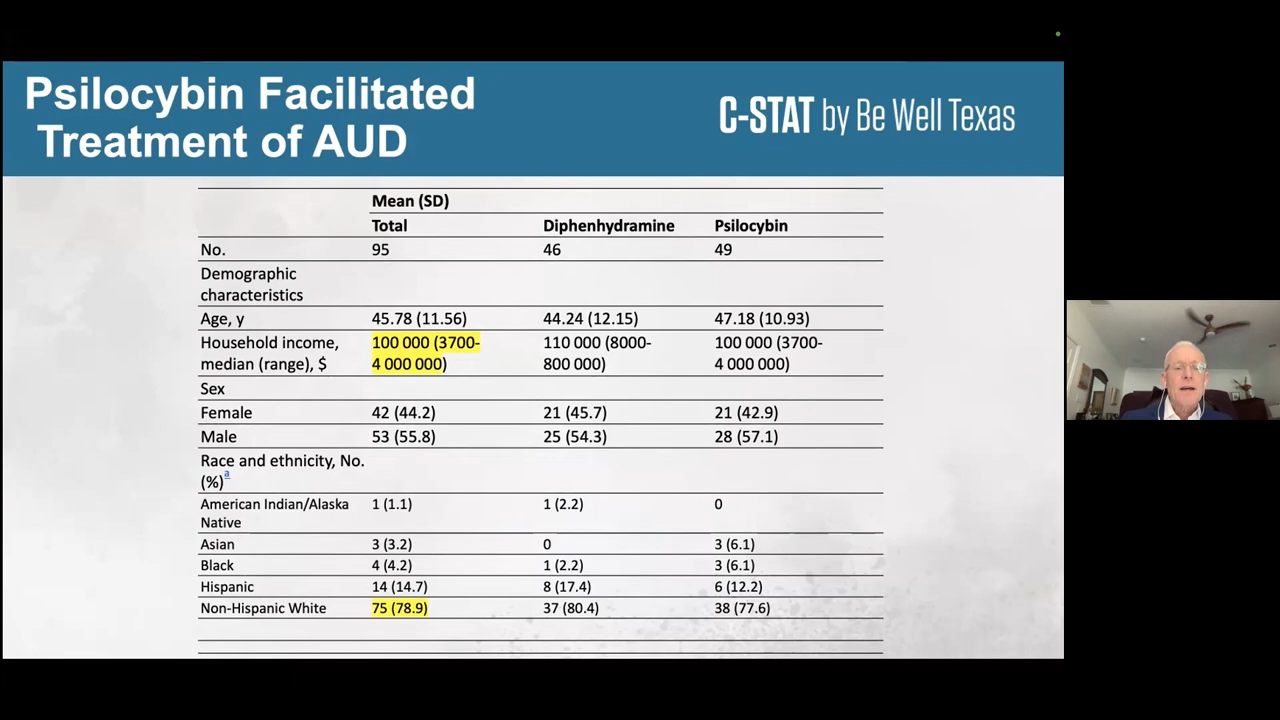 Psilocybin Facilitated
Treatment of AUD
C-STAT by Be Well Texas
Mean (SD)
Total Diphenhydramine Psilocybin
No. 95 46 49
Demographic
characteristics
Age, y 45.78 (11.56) 44.24 (12.15) 47.18 (10.93)
Household income, 100 000 (3700- 110 000 (8000- 100 000 (3700-
median (range), $ 4 000 000) 800 000) 4 000 000)
Sex
Female 42 (44.2) 21 (45.7) 21 (42.9)
Male 53 (55.8) 25 (54.3) 28 (57.1)
Race and ethnicity, No.
(%)a
American Indian/Alaska 1 (1.1) 1 (2.2) 0
Native
Asian 3 (3.2) 0 3 (6.1)
Black 4 (4.2) 1 (2.2) 3 (6.1)
Hispanic 14 (14.7) 8 (17.4) 6 (12.2)
Non-Hispanic White 75 (78.9) 37 (80.4) 38 (77.6)